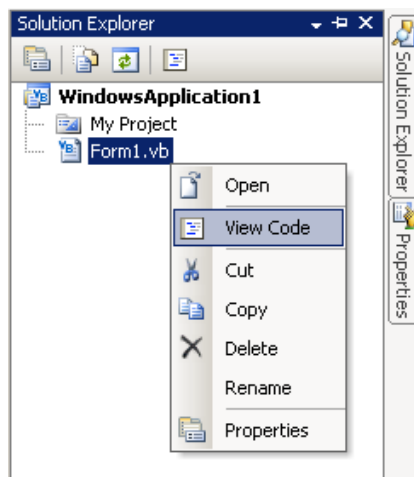 Solution Explorer
WindowsApplication1
My Project
Form1.vb
Open
View Code
Cut
Copy
Delete
Rename
Properties
Solution Explorer
Properties